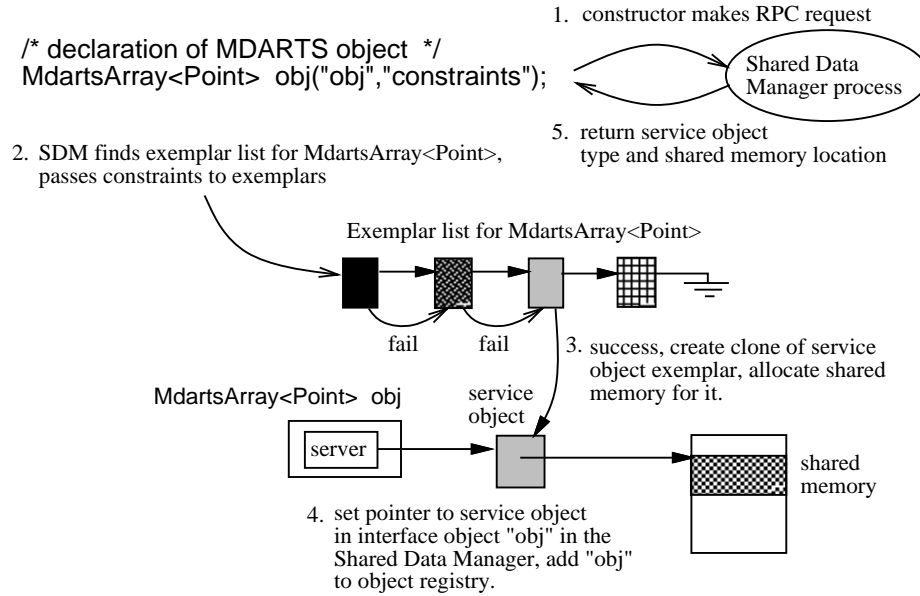 1. constructor makes RPC request
/* declaration of MDARTS object */
MdartsArray<Point> obj("obj","constraints");
Shared Data
Manager process
5. return service object
type and shared memory location
2. SDM finds exemplar list for MdartsArray<Point>,
passes constraints to exemplars
Exemplar list for MdartsArray<Point>
fail
fail
3. success, create clone of service
object exemplar, allocate shared
memory for it.
MdartsArray<Point> obj
service
object
server
shared
memory
4. set pointer to service object
in interface object "obj" in the
Shared Data Manager, add "obj"
to object registry.